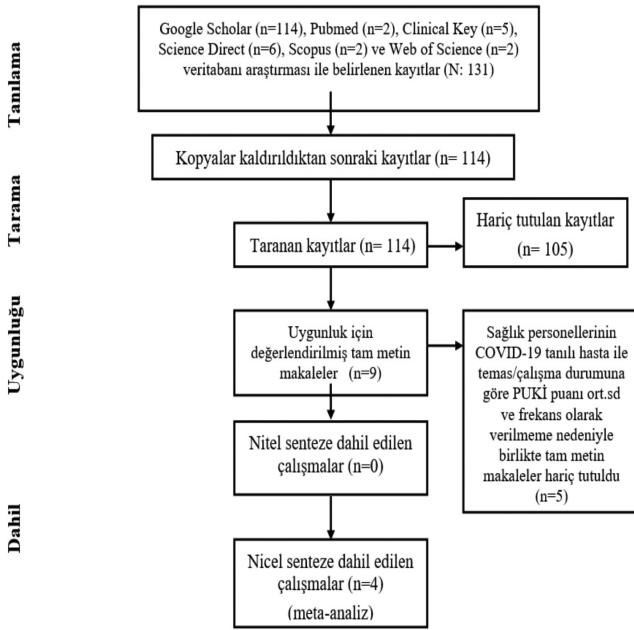 Tanılama
Google Scholar (n=114), Pubmed (n=2), Clinical Key (n=5),
Science Direct (n=6), Scopus (n=2) ve Web of Science (n=2)
veritabanı araştırması ile belirlenen kayıtlar (N: 131)
Kopyalar kaldırıldıktan sonraki kayıtlar (n= 114)
Tarama
Taranan kayıtlar (n= 114)
Hariç tutulan kayıtlar
(n= 105)
Uygunluğu
Uygunluk için
değerlendirilmiş tam metin
makaleler (n=9)
Sağlık personellerinin
COVID-19 tanılı hasta ile
temas/çalışma durumuna
göre PUKİ puanı ort.sd
ve frekans olarak
verilmeme nedeniyle
birlikte tam metin
makaleler hariç tutuldu
(n=5)
Nitel senteze dahil edilen
çalışmalar (n=0)
Dahil
Nicel senteze dahil edilen
çalışmalar (n=4)
(meta-analiz)